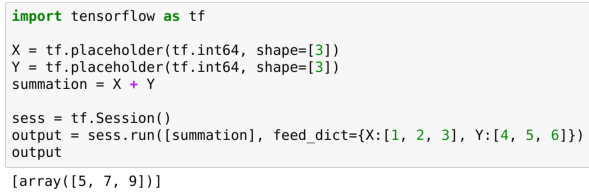 import tensorflow as tf
X = tf.placeholder(tf.int64, shape=[3])
Y = tf.placeholder(tf.int64, shape=[3])
summation = X + Y
sess = tf.Session()
output = sess.run([summation], feed_dict={X:[1, 2, 3], Y:[4, 5, 6]})
output
[array([5, 7, 9])]